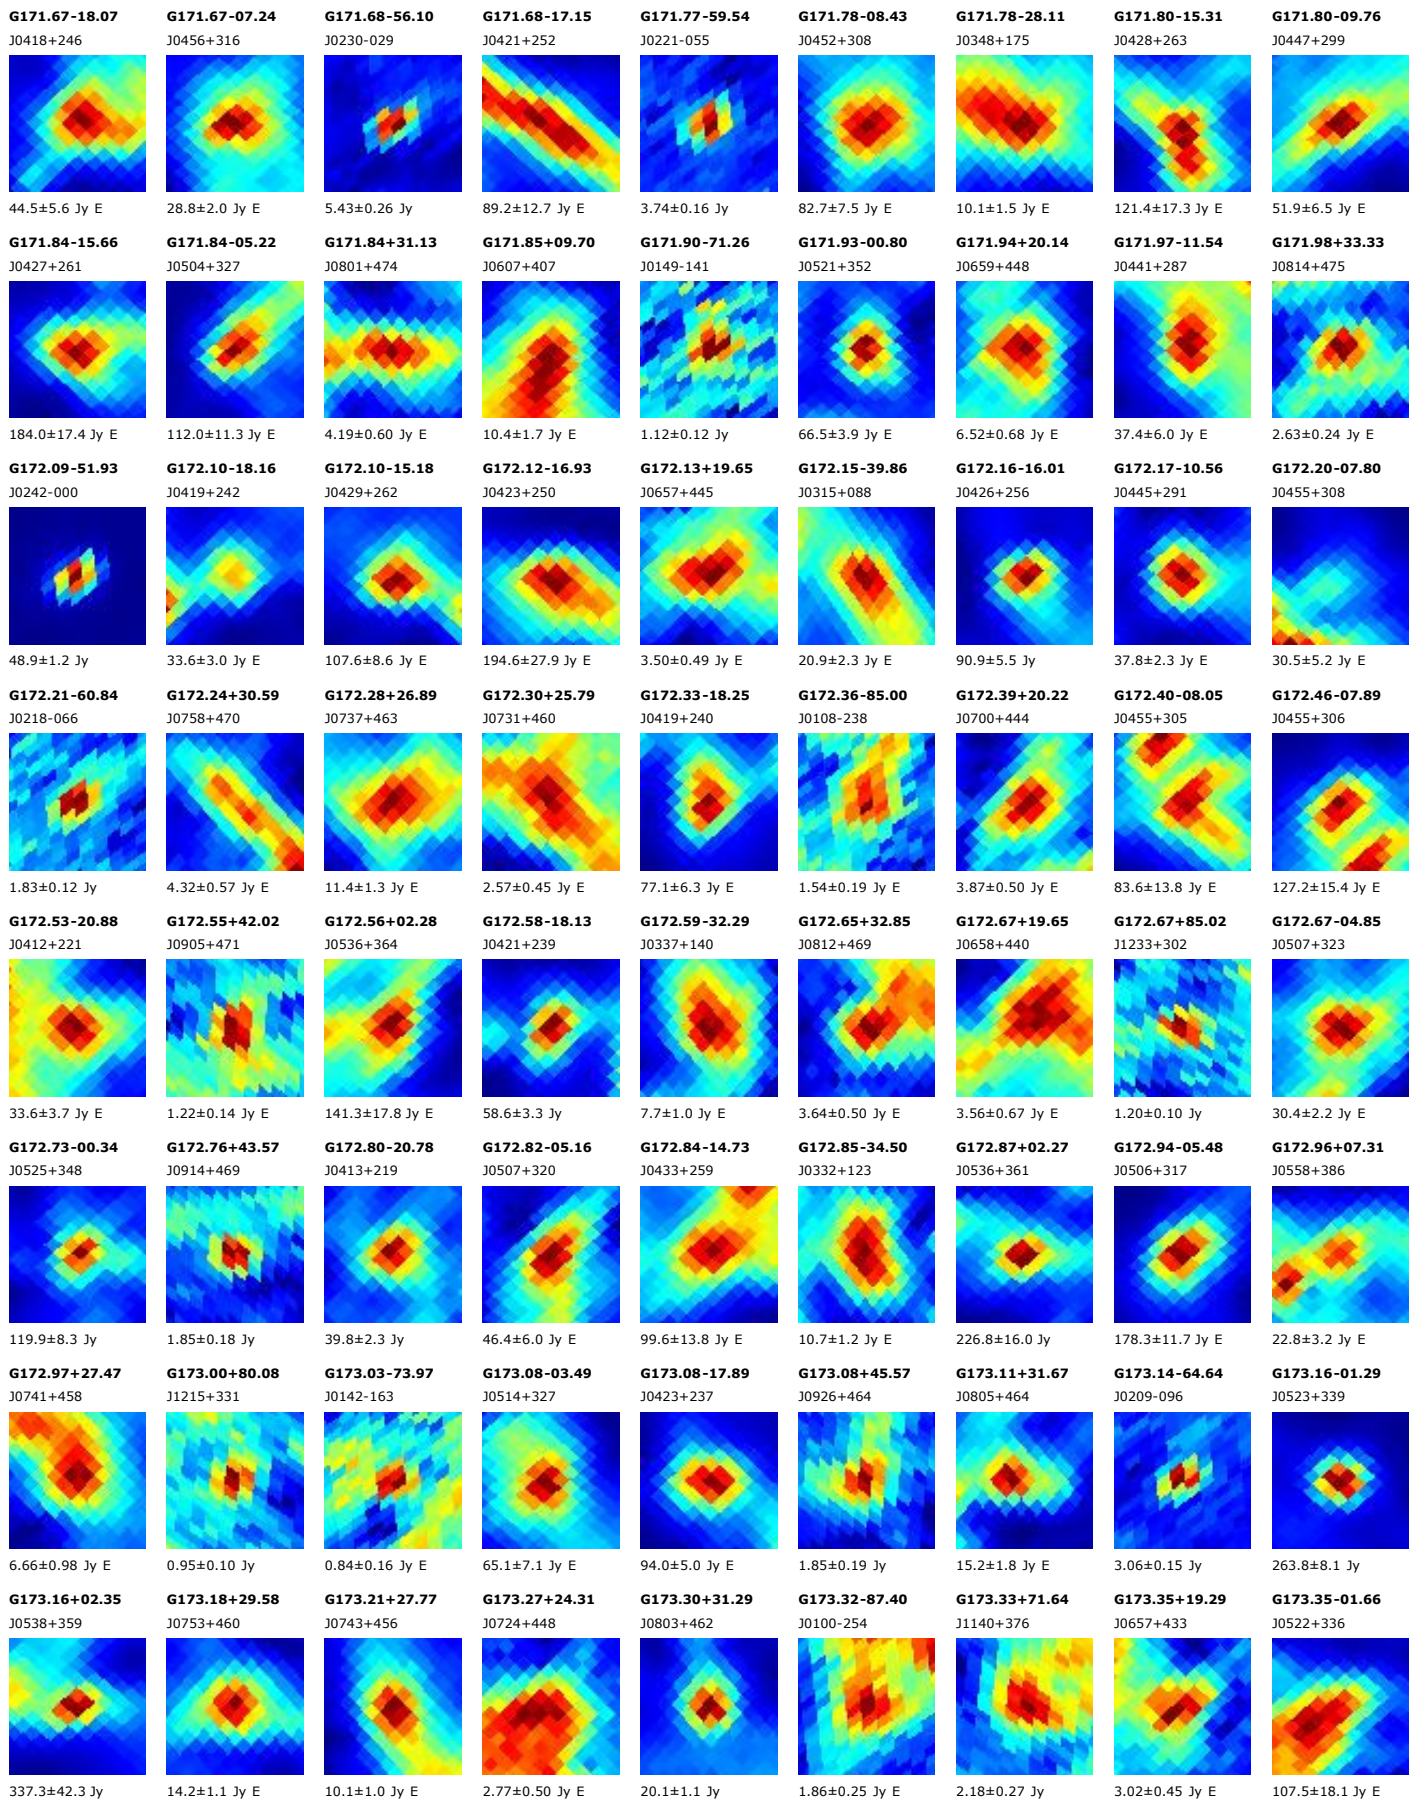 G171.67-18.07 G171.67-07.24 G171.68-56.10 G171.68-17.15 G171.77-59.54 G171.78-08.43 G171.78-28.11 G171.80-15.31 G171.80-09.76
J0418+246 J0456+316 J0230-029 J0421+252 J0221-055 J0452+308 J0348+175 J0428+263 J0447+299
44.5±5.6 Jy E 28.8±2.0 Jy E 5.43±0.26 Jy 89.2±12.7 Jy E 3.74±0.16 Jy 82.7±7.5 Jy E 10.1±1.5 Jy E 121.4±17.3 Jy E 51.9±6.5 Jy E
G171.84-15.66 G171.84-05.22 G171.84+31.13 G171.85+09.70 G171.90-71.26 G171.93-00.80 G171.94+20.14 G171.97-11.54 G171.98+33.33
J0427+261 J0504+327 J0801+474 J0607+407 J0149-141 J0521+352 J0659+448 J0441+287 J0814+475
184.0±17.4 Jy E 112.0±11.3 Jy E 4.19±0.60 Jy E 10.4±1.7 Jy E 1.12±0.12 Jy 66.5±3.9 Jy E 6.52±0.68 Jy E 37.4±6.0 Jy E 2.63±0.24 Jy E
G172.09-51.93 G172.10-18.16 G172.10-15.18 G172.12-16.93 G172.13+19.65 G172.15-39.86 G172.16-16.01 G172.17-10.56 G172.20-07.80
J0242-000 J0419+242 J0429+262 J0423+250 J0657+445 J0315+088 J0426+256 J0445+291 J0455+308
48.9±1.2 Jy 33.6±3.0 Jy E 107.6±8.6 Jy E 194.6±27.9 Jy E 3.50±0.49 Jy E 20.9±2.3 Jy E 90.9±5.5 Jy 37.8±2.3 Jy E 30.5±5.2 Jy E
G172.21-60.84 G172.24+30.59 G172.28+26.89 G172.30+25.79 G172.33-18.25 G172.36-85.00 G172.39+20.22 G172.40-08.05 G172.46-07.89
J0218-066 J0758+470 J0737+463 J0731+460 J0419+240 J0108-238 J0700+444 J0455+305 J0455+306
1.83±0.12 Jy 4.32±0.57 Jy E 11.4±1.3 Jy E 2.57±0.45 Jy E 77.1±6.3 Jy E 1.54±0.19 Jy E 3.87±0.50 Jy E 83.6±13.8 Jy E 127.2±15.4 Jy E
G172.53-20.88 G172.55+42.02 G172.56+02.28 G172.58-18.13 G172.59-32.29 G172.65+32.85 G172.67+19.65 G172.67+85.02 G172.67-04.85
J0412+221 J0905+471 J0536+364 J0421+239 J0337+140 J0812+469 J0658+440 J1233+302 J0507+323
33.6±3.7 Jy E 1.22±0.14 Jy E 141.3±17.8 Jy E 58.6±3.3 Jy 7.7±1.0 Jy E 3.64±0.50 Jy E 3.56±0.67 Jy E 1.20±0.10 Jy 30.4±2.2 Jy E
G172.73-00.34 G172.76+43.57 G172.80-20.78 G172.82-05.16 G172.84-14.73 G172.85-34.50 G172.87+02.27 G172.94-05.48 G172.96+07.31
J0525+348 J0914+469 J0413+219 J0507+320 J0433+259 J0332+123 J0536+361 J0506+317 J0558+386
119.9±8.3 Jy 1.85±0.18 Jy 39.8±2.3 Jy 46.4±6.0 Jy E 99.6±13.8 Jy E 10.7±1.2 Jy E 226.8±16.0 Jy 178.3±11.7 Jy E 22.8±3.2 Jy E
G172.97+27.47 G173.00+80.08 G173.03-73.97 G173.08-03.49 G173.08-17.89 G173.08+45.57 G173.11+31.67 G173.14-64.64 G173.16-01.29
J0741+458 J1215+331 J0142-163 J0514+327 J0423+237 J0926+464 J0805+464 J0209-096 J0523+339
6.66±0.98 Jy E 0.95±0.10 Jy 0.84±0.16 Jy E 65.1±7.1 Jy E 94.0±5.0 Jy E 1.85±0.19 Jy 15.2±1.8 Jy E 3.06±0.15 Jy 263.8±8.1 Jy
G173.16+02.35 G173.18+29.58 G173.21+27.77 G173.27+24.31 G173.30+31.29 G173.32-87.40 G173.33+71.64 G173.35+19.29 G173.35-01.66
J0538+359 J0753+460 J0743+456 J0724+448 J0803+462 J0100-254 J1140+376 J0657+433 J0522+336
337.3±42.3 Jy 14.2±1.1 Jy E 10.1±1.0 Jy E 2.77±0.50 Jy E 20.1±1.1 Jy 1.86±0.25 Jy E 2.18±0.27 Jy 3.02±0.45 Jy E 107.5±18.1 Jy E